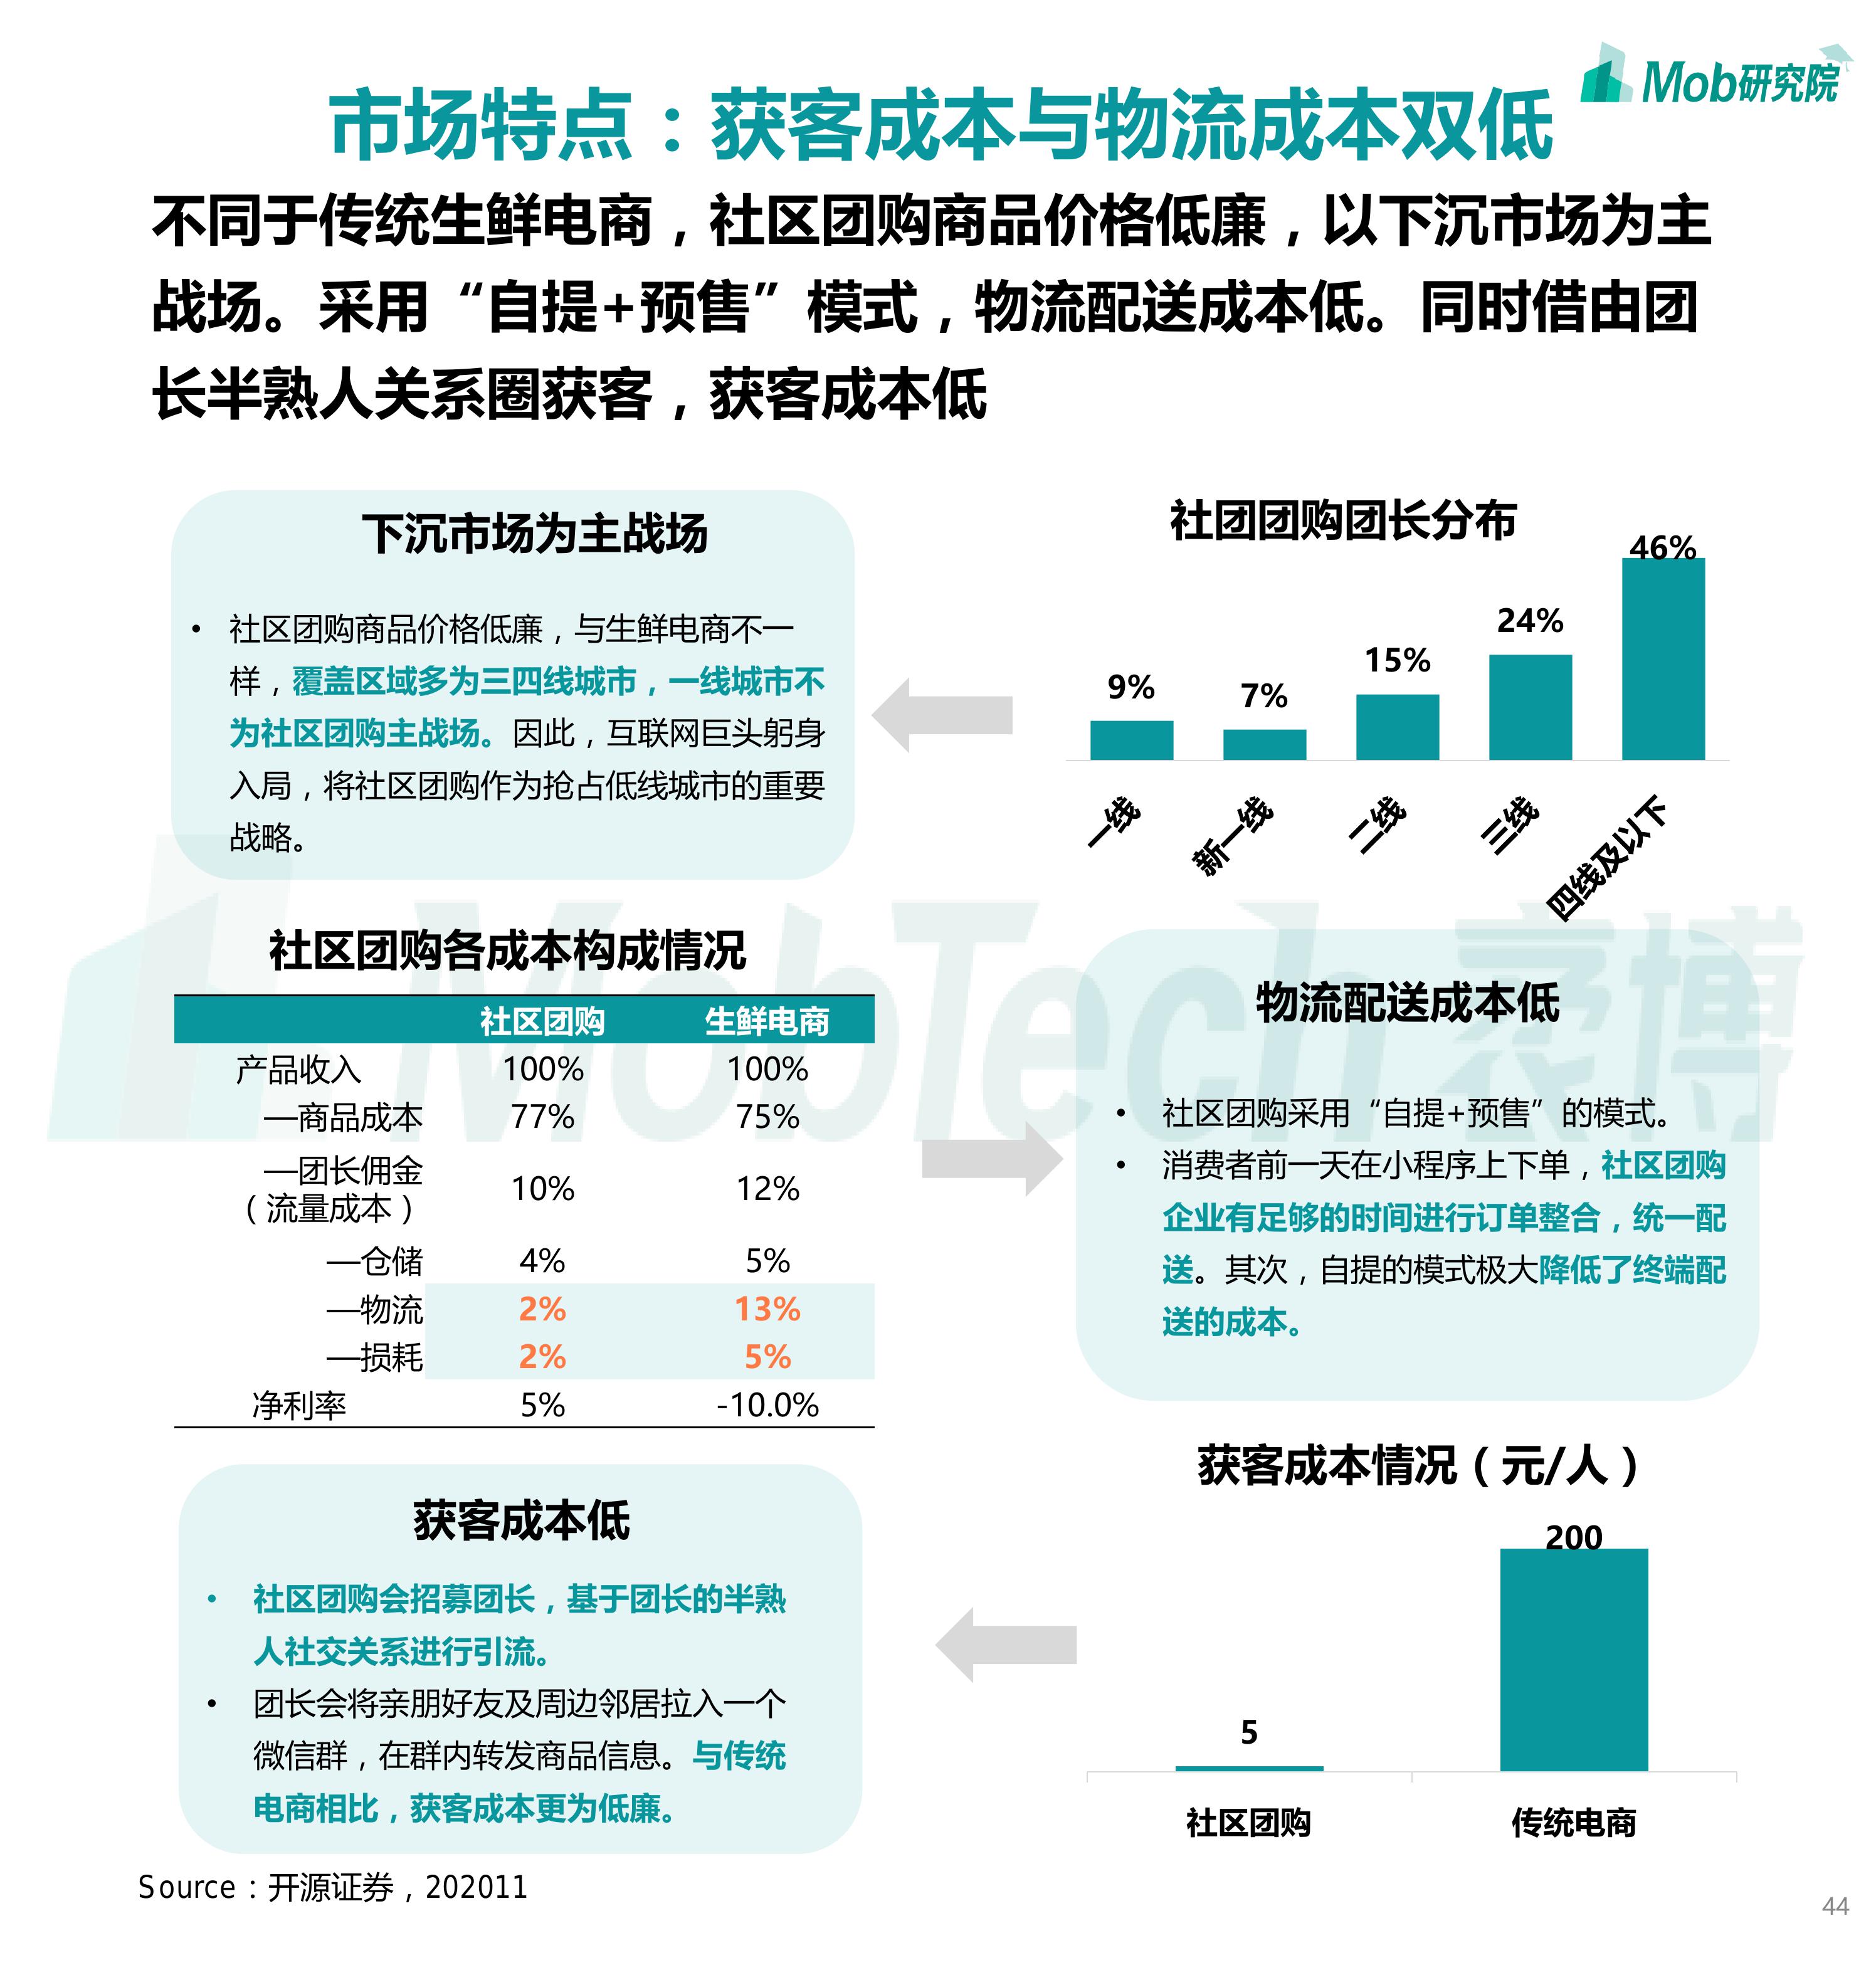 Mob研究院
市场特点：获客成本与物流成本双低
不同于传统生鲜电商，社区团购商品价格低廉，以下沉市场为主
战场。采用“自提+预售”模式，物流配送成本低。同时借由团
长半熟人关系圈获客，获客成本低
下沉市场为主战场
• 社区团购商品价格低廉，与生鲜电商不一
样，覆盖区域多为三四线城市，一线城市不
为社区团购主战场。因此，互联网巨头躬身
入局，将社区团购作为抢占低线城市的重要
战略。
社团团购团长分布
9%
7%
15%
24%
46%
一线
新一线
二线
三线
四线及以下
MobTech 袤博
社区团购各成本构成情况
社区团购 生鲜电商
产品收入 100% 100%
—商品成本 77% 75%
—团长佣金
（流量成本） 10% 12%
—仓储 4% 5%
—物流 2% 13%
—损耗 2% 5%
净利率 5% -10.0%
物流配送成本低
• 社区团购采用“自提+预售”的模式。
• 消费者前一天在小程序上下单，社区团购
企业有足够的时间进行订单整合，统一配
送。其次，自提的模式极大降低了终端配
送的成本。
获客成本低
• 社区团购会招募团长，基于团长的半熟
人社交关系进行引流。
• 团长会将亲朋好友及周边邻居拉入一个
微信群，在群内转发商品信息。与传统
电商相比，获客成本更为低廉。
获客成本情况（元/人）
5
200
社区团购
传统电商
Source：开源证券，202011
44